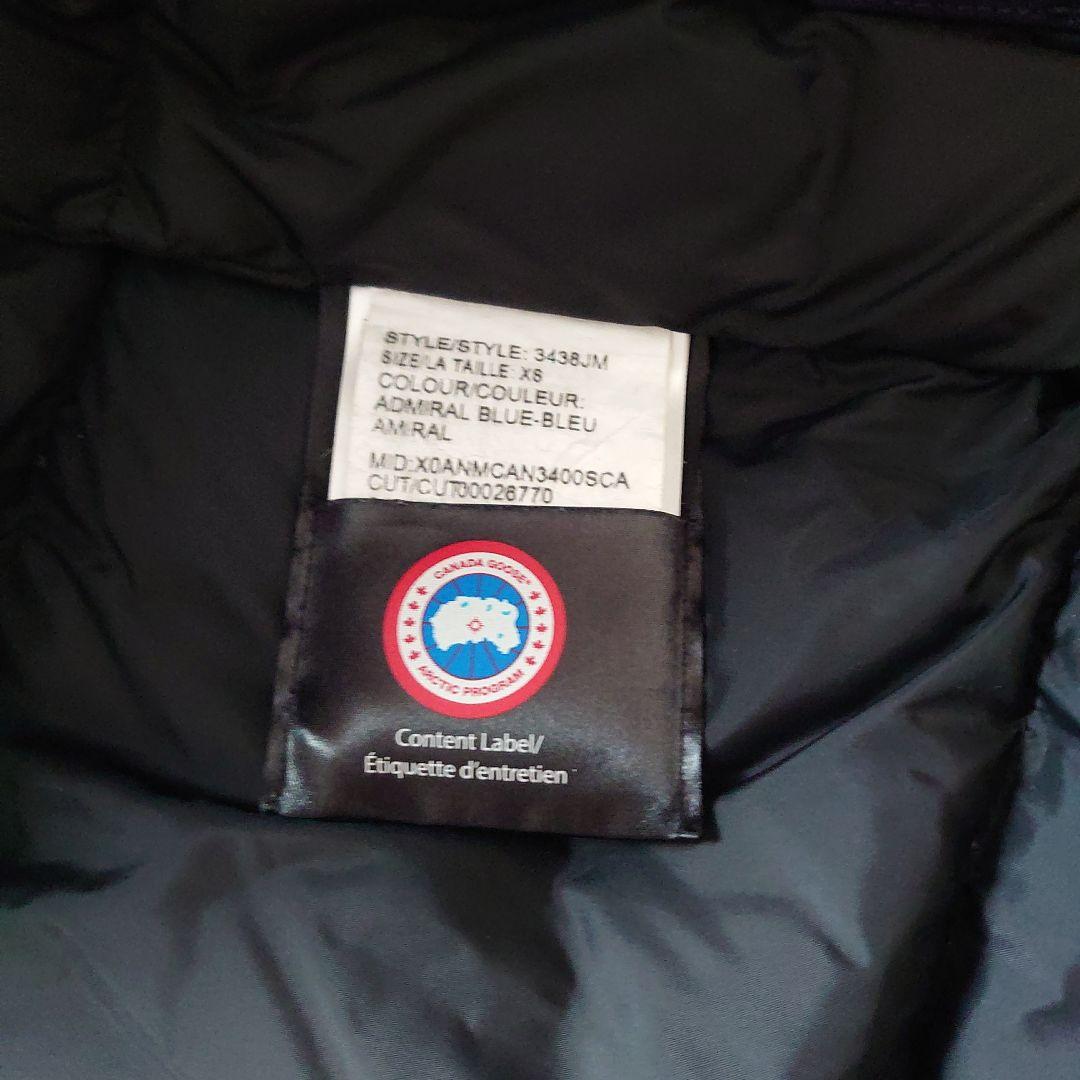 STYLE/STYLE: 3438JM
SIZE/LA TAILLE: XS
COLOUR/COULEUR:
ADMIRAL BLUE-BLEU
AMIRAL
MID:X0ANMCAN3400SCA
CUT/CUT00026770
CANADA GOOSE®
ARCTIC PROGRAM
Content Label/
Étiquette d'entretien